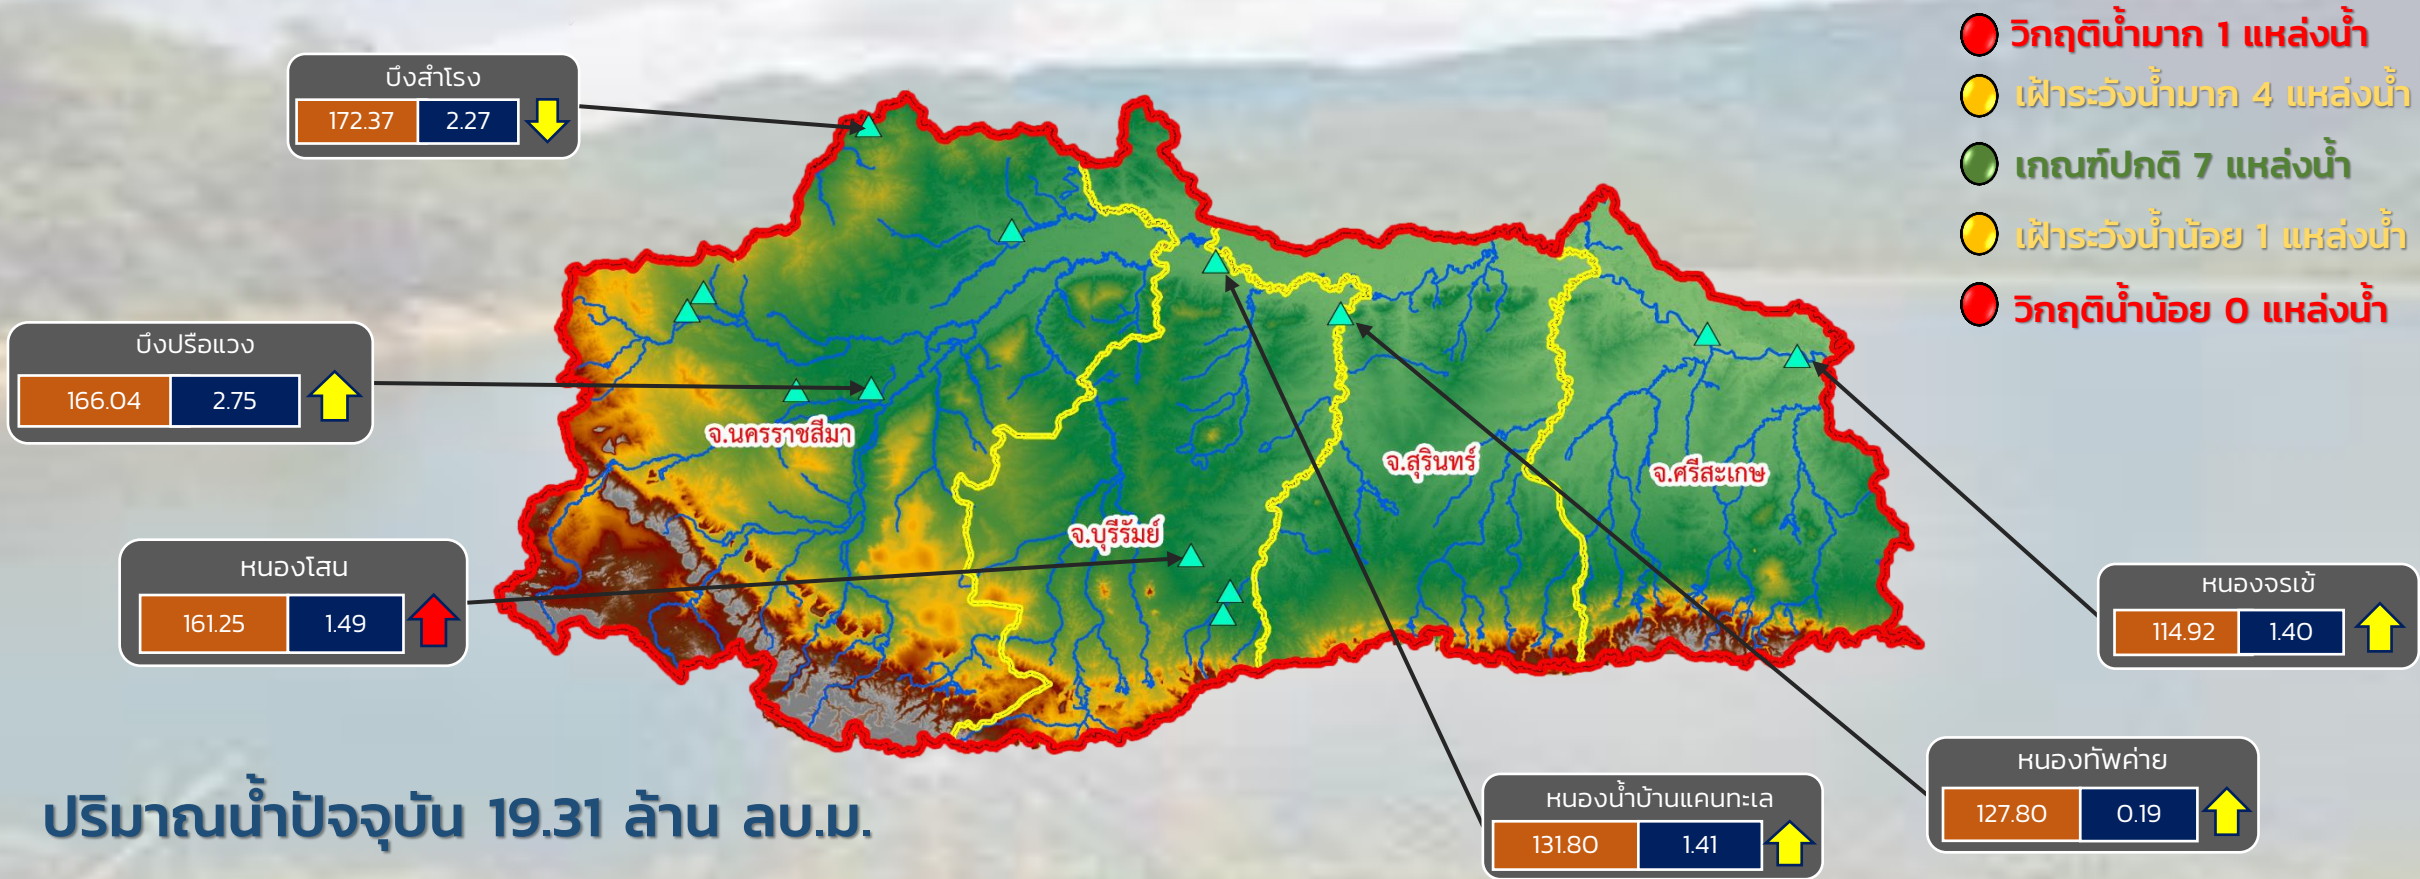 วิกฤติน้ำมาก 1 แหล่งน้ำ
เฝ้าระวังน้ำมาก 4 แหล่งน้ำ
เกณฑ์ปกติ 7 แหล่งน้ำ
เฝ้าระวังน้ำน้อย 1 แหล่งน้ำ
วิกฤติน้ำน้อย 0 แหล่งน้ำ
บึงสำโรง
172.37 2.27
บึงปรือแวง
166.04 2.75
หนองโสน
161.25 1.49
จ.นครราชสีมา
จ.บุรีรัมย์
จ.สุรินทร์
จ.ศรีสะเกษ
หนองจรเข้
114.92 1.40
หนองทัพค่าย
127.80 0.19
หนองน้ำบ้านแคนทะเล
131.80 1.41
ปริมาณน้ำปัจจุบัน 19.31 ล้าน ลบ.ม.